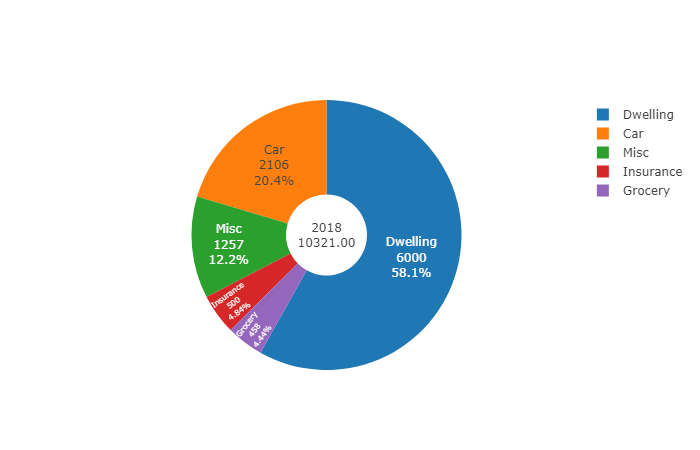 Car
2106
20.4%
Misc
1257
12.2%
Insurance
500
4.84%
Grocery
458
4.44%
2018
10321.00
Dwelling
6000
58.1%
Dwelling
Car
Misc
Insurance
Grocery